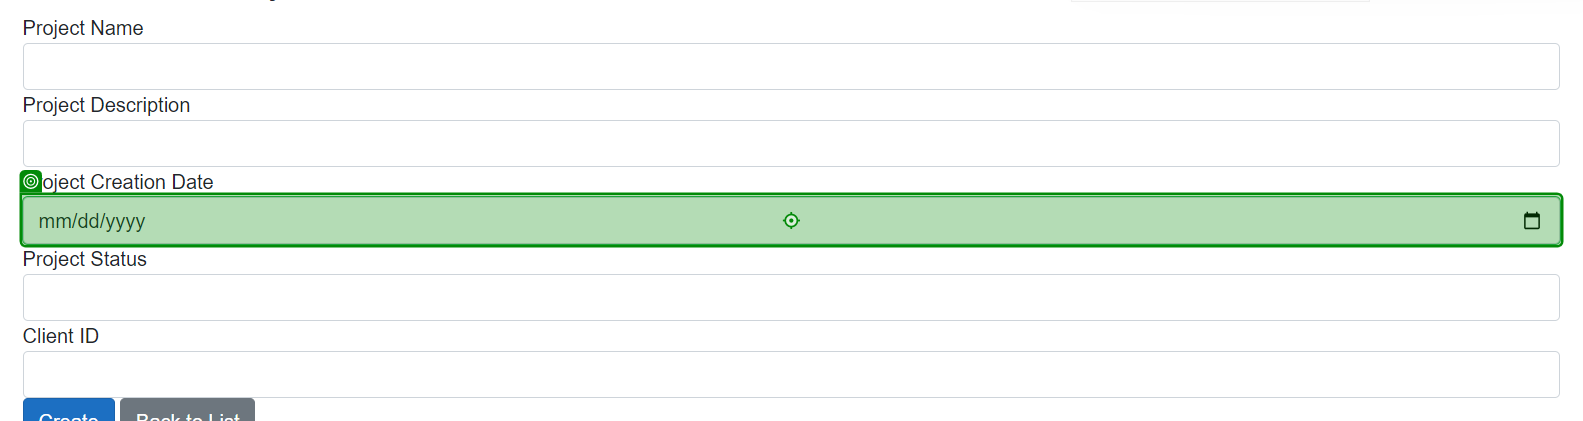 Project Name
Project Description
oject Creation Date
mm/dd/yyyy
Project Status
Client ID
Create Back to List